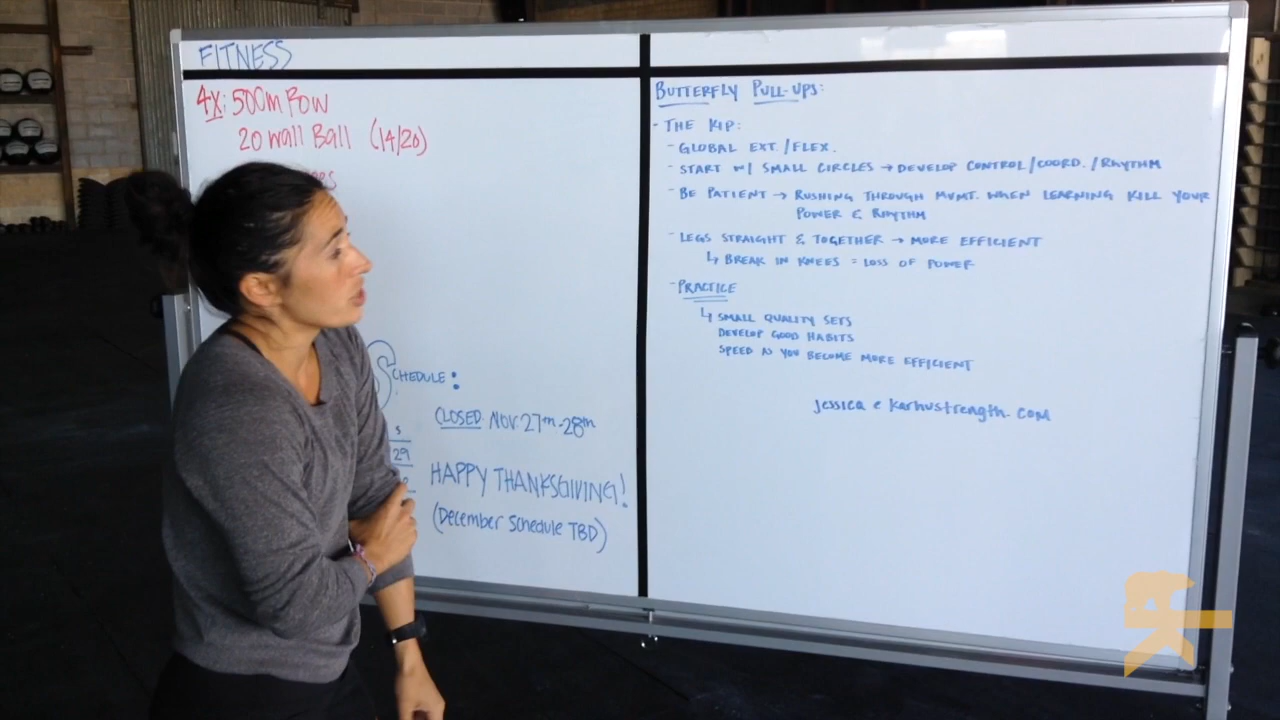 FITNESS
4X: 500m Row
20 Wall Ball (14/20)
SCHEDULE:
CLOSED NOV. 27th-28th
S
29
HAPPY THANKSGIVING!
(December Schedule TBD)
BUTTERFLY PULL-UPS:
- THE KIP:
- GLOBAL EXT./FLEX.
- START w/ SMALL CIRCLES → DEVELOP CONTROL/COORD./RHYTHM
- BE PATIENT → RUSHING THROUGH MVMT. WHEN LEARNING KILL YOUR
POWER & RHYTHM
- LEGS STRAIGHT & TOGETHER → MORE EFFICIENT
↳ BREAK IN KNEES = LOSS OF POWER
- PRACTICE
↳ SMALL QUALITY SETS
DEVELOP GOOD HABITS
SPEED AS YOU BECOME MORE EFFICIENT
jessica @ karhustrength.com